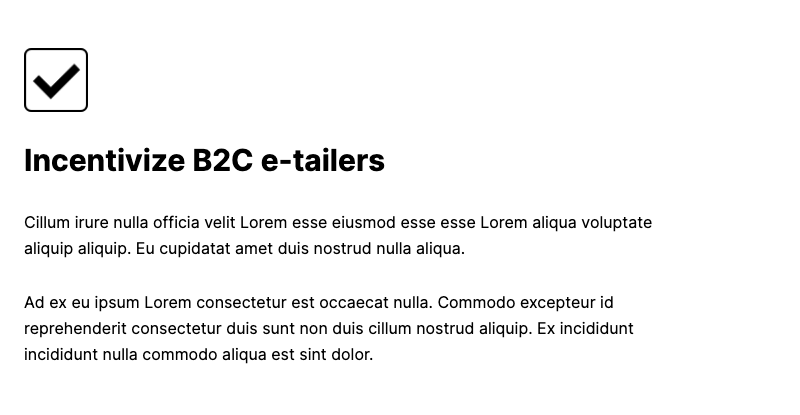 Incentivize B2C e-tailers
Cillum irure nulla officia velit Lorem esse eiusmod esse esse Lorem aliqua voluptate
aliquip aliquip. Eu cupidatat amet duis nostrud nulla aliqua.
Ad ex eu ipsum Lorem consectetur est occaecat nulla. Commodo excepteur id
reprehenderit consectetur duis sunt non duis cillum nostrud aliquip. Ex incididunt
incididunt nulla commodo aliqua est sint dolor.